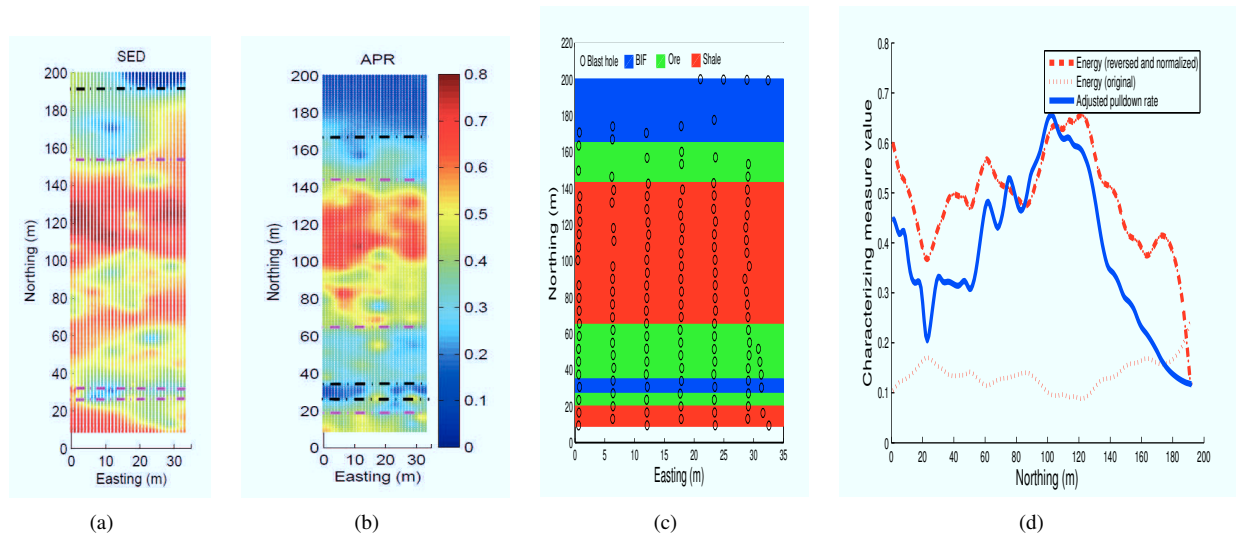 SED
200
180
160
140
120
100
80
60
40
20
0
0 10 20 30
Northing (m)
Easting (m)
(a)
APR
200
180
160
140
120
100
80
60
40
20
0
0 10 20 30
Northing (m)
Easting (m)
0.8
0.7
0.6
0.5
0.4
0.3
0.2
0.1
0
(b)
O Blast hole BIF Ore Shale
220
200
180
160
140
120
100
80
60
40
20
0
0 5 10 15 20 25 30 35
Northing (m)
Easting (m)
(c)
Energy (reversed and normalized)
Energy (original)
Adjusted pulldown rate
0.8
0.7
0.6
0.5
0.4
0.3
0.2
0.1
0
0 20 40 60 80 100 120 140 160 180 200
Characterizing measure value
Northing (m)
(d)